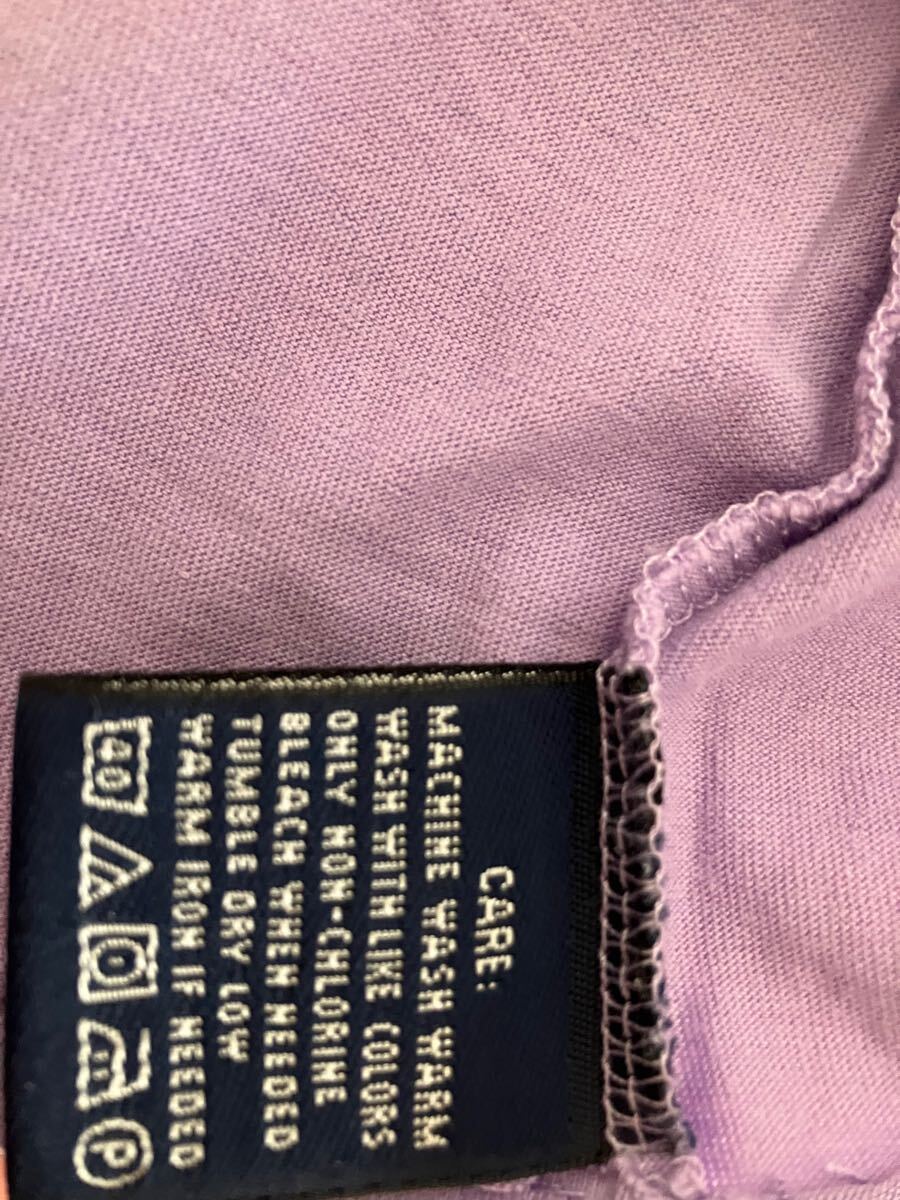 CARE:
MACHINE WASH WARM
WASH WITH LIKE COLORS
ONLY NON-CHLORINE
BLEACH WHEN NEEDED
TUMBLE DRY LOW
WARM IRON IF NEEDED
40 P